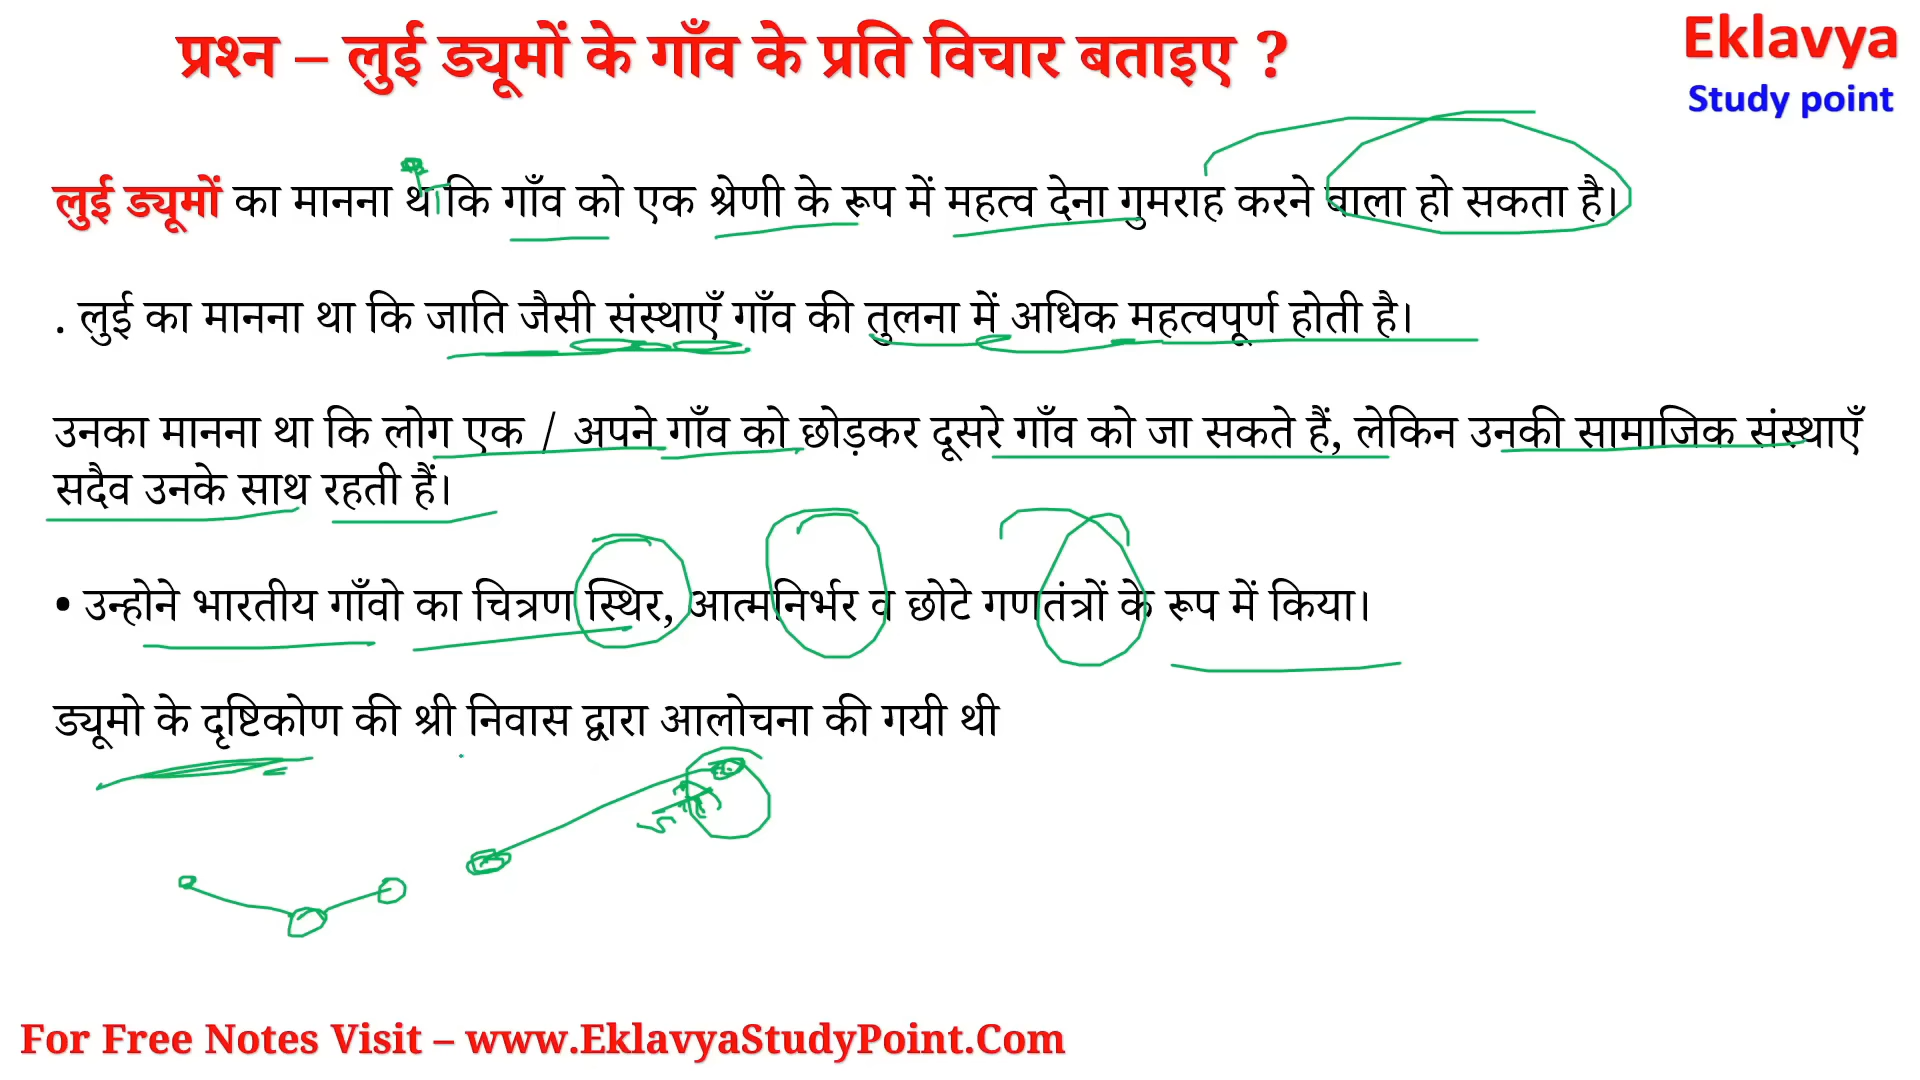 प्रश्न – लुई ड्यूमों के गाँव के प्रति विचार बताइए ?
Eklavya
Study point
लुई ड्यूमों का मानना था कि गाँव को एक श्रेणी के रूप में महत्व देना गुमराह करने वाला हो सकता है।
. लुई का मानना था कि जाति जैसी संस्थाएँ गाँव की तुलना में अधिक महत्वपूर्ण होती है।
उनका मानना था कि लोग एक / अपने गाँव को छोड़कर दूसरे गाँव को जा सकते हैं, लेकिन उनकी सामाजिक संस्थाएँ
सदैव उनके साथ रहती हैं।
• उन्होने भारतीय गाँवो का चित्रण स्थिर, आत्मनिर्भर व छोटे गणतंत्रों के रूप में किया।
ड्यूमो के दृष्टिकोण की श्री निवास द्वारा आलोचना की गयी थी
For Free Notes Visit – www.EklavyaStudyPoint.Com